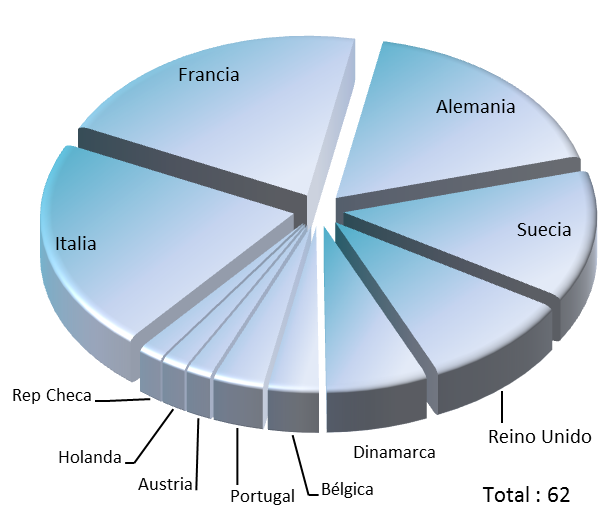 Francia
Alemania
Suecia
Italia
Rep Checa
Reino Unido
Dinamarca
Holanda
Austria
Bélgica
Portugal
Total : 62